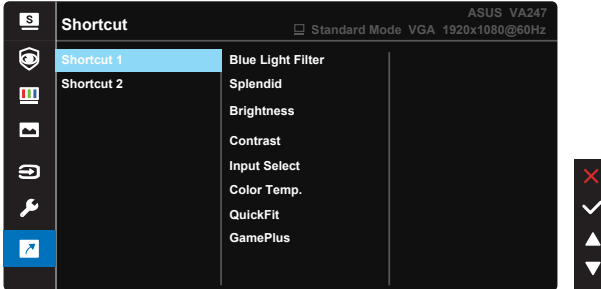 S
Shortcut
ASUS VA247
Standard Mode VGA 1920x1080@60Hz
Shortcut 1
Shortcut 2
Blue Light Filter
Splendid
Brightness
Contrast
Input Select
Color Temp.
QuickFit
GamePlus